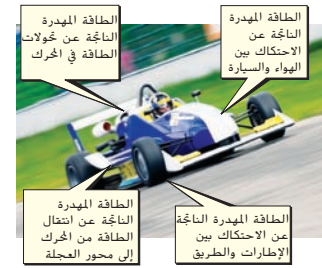 الطاقة المهدرة
الناتجة عن
الاحتكاك بين
الهواء والسيارة
الطاقة المهدرة
الناتجة عن تحولات
الطاقة في المحرك
الطاقة المهدرة الناتجة
عن الاحتكاك بين
الإطارات والطريق
الطاقة المهدرة
الناتجة عن انتقال
الطاقة من المحرك
إلى محور العجلة